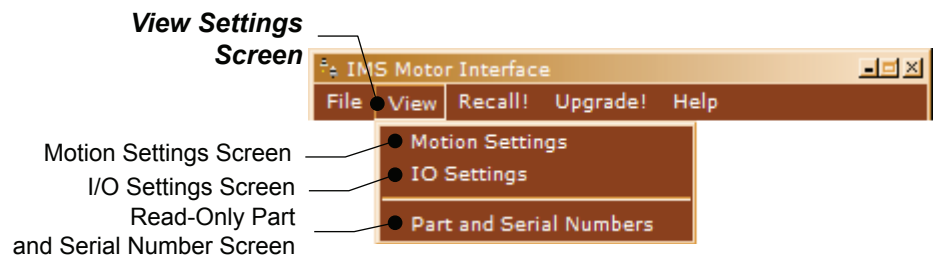 View Settings
Screen
IMS Motor Interface
File View Recall! Upgrade! Help
Motion Settings Screen
Motion Settings
I/O Settings Screen
IO Settings
Read-Only Part
and Serial Number Screen
Part and Serial Numbers